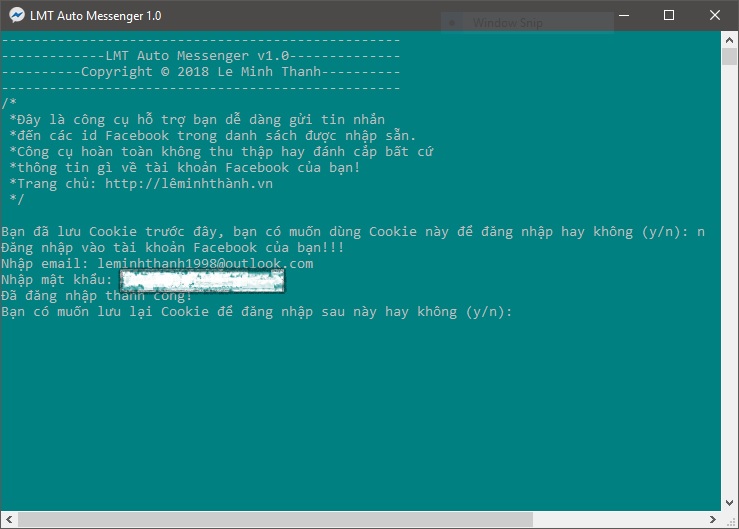 LMT Auto Messenger 1.0
Window Snip
--------------------------------------------------
-------------LMT Auto Messenger v1.0--------------
----------Copyright © 2018 Le Minh Thanh----------
--------------------------------------------------
/*
*Đây là công cụ hỗ trợ bạn dễ dàng gửi tin nhắn
*đến các id Facebook trong danh sách được nhập sẵn.
*Công cụ hoàn toàn không thu thập hay đánh cắp bất cứ
*thông tin gì về tài khoản Facebook của bạn!
*Trang chủ: http://lêminhthành.vn
*/
Bạn đã lưu Cookie trước đây, bạn có muốn dùng Cookie này để đăng nhập hay không (y/n): n
Đăng nhập vào tài khoản Facebook của bạn!!!
Nhập email: leminhthanh1998@outlook.com
Nhập mật khẩu:
Đã đăng nhập thành công!
Bạn có muốn lưu lại Cookie để đăng nhập sau này hay không (y/n):